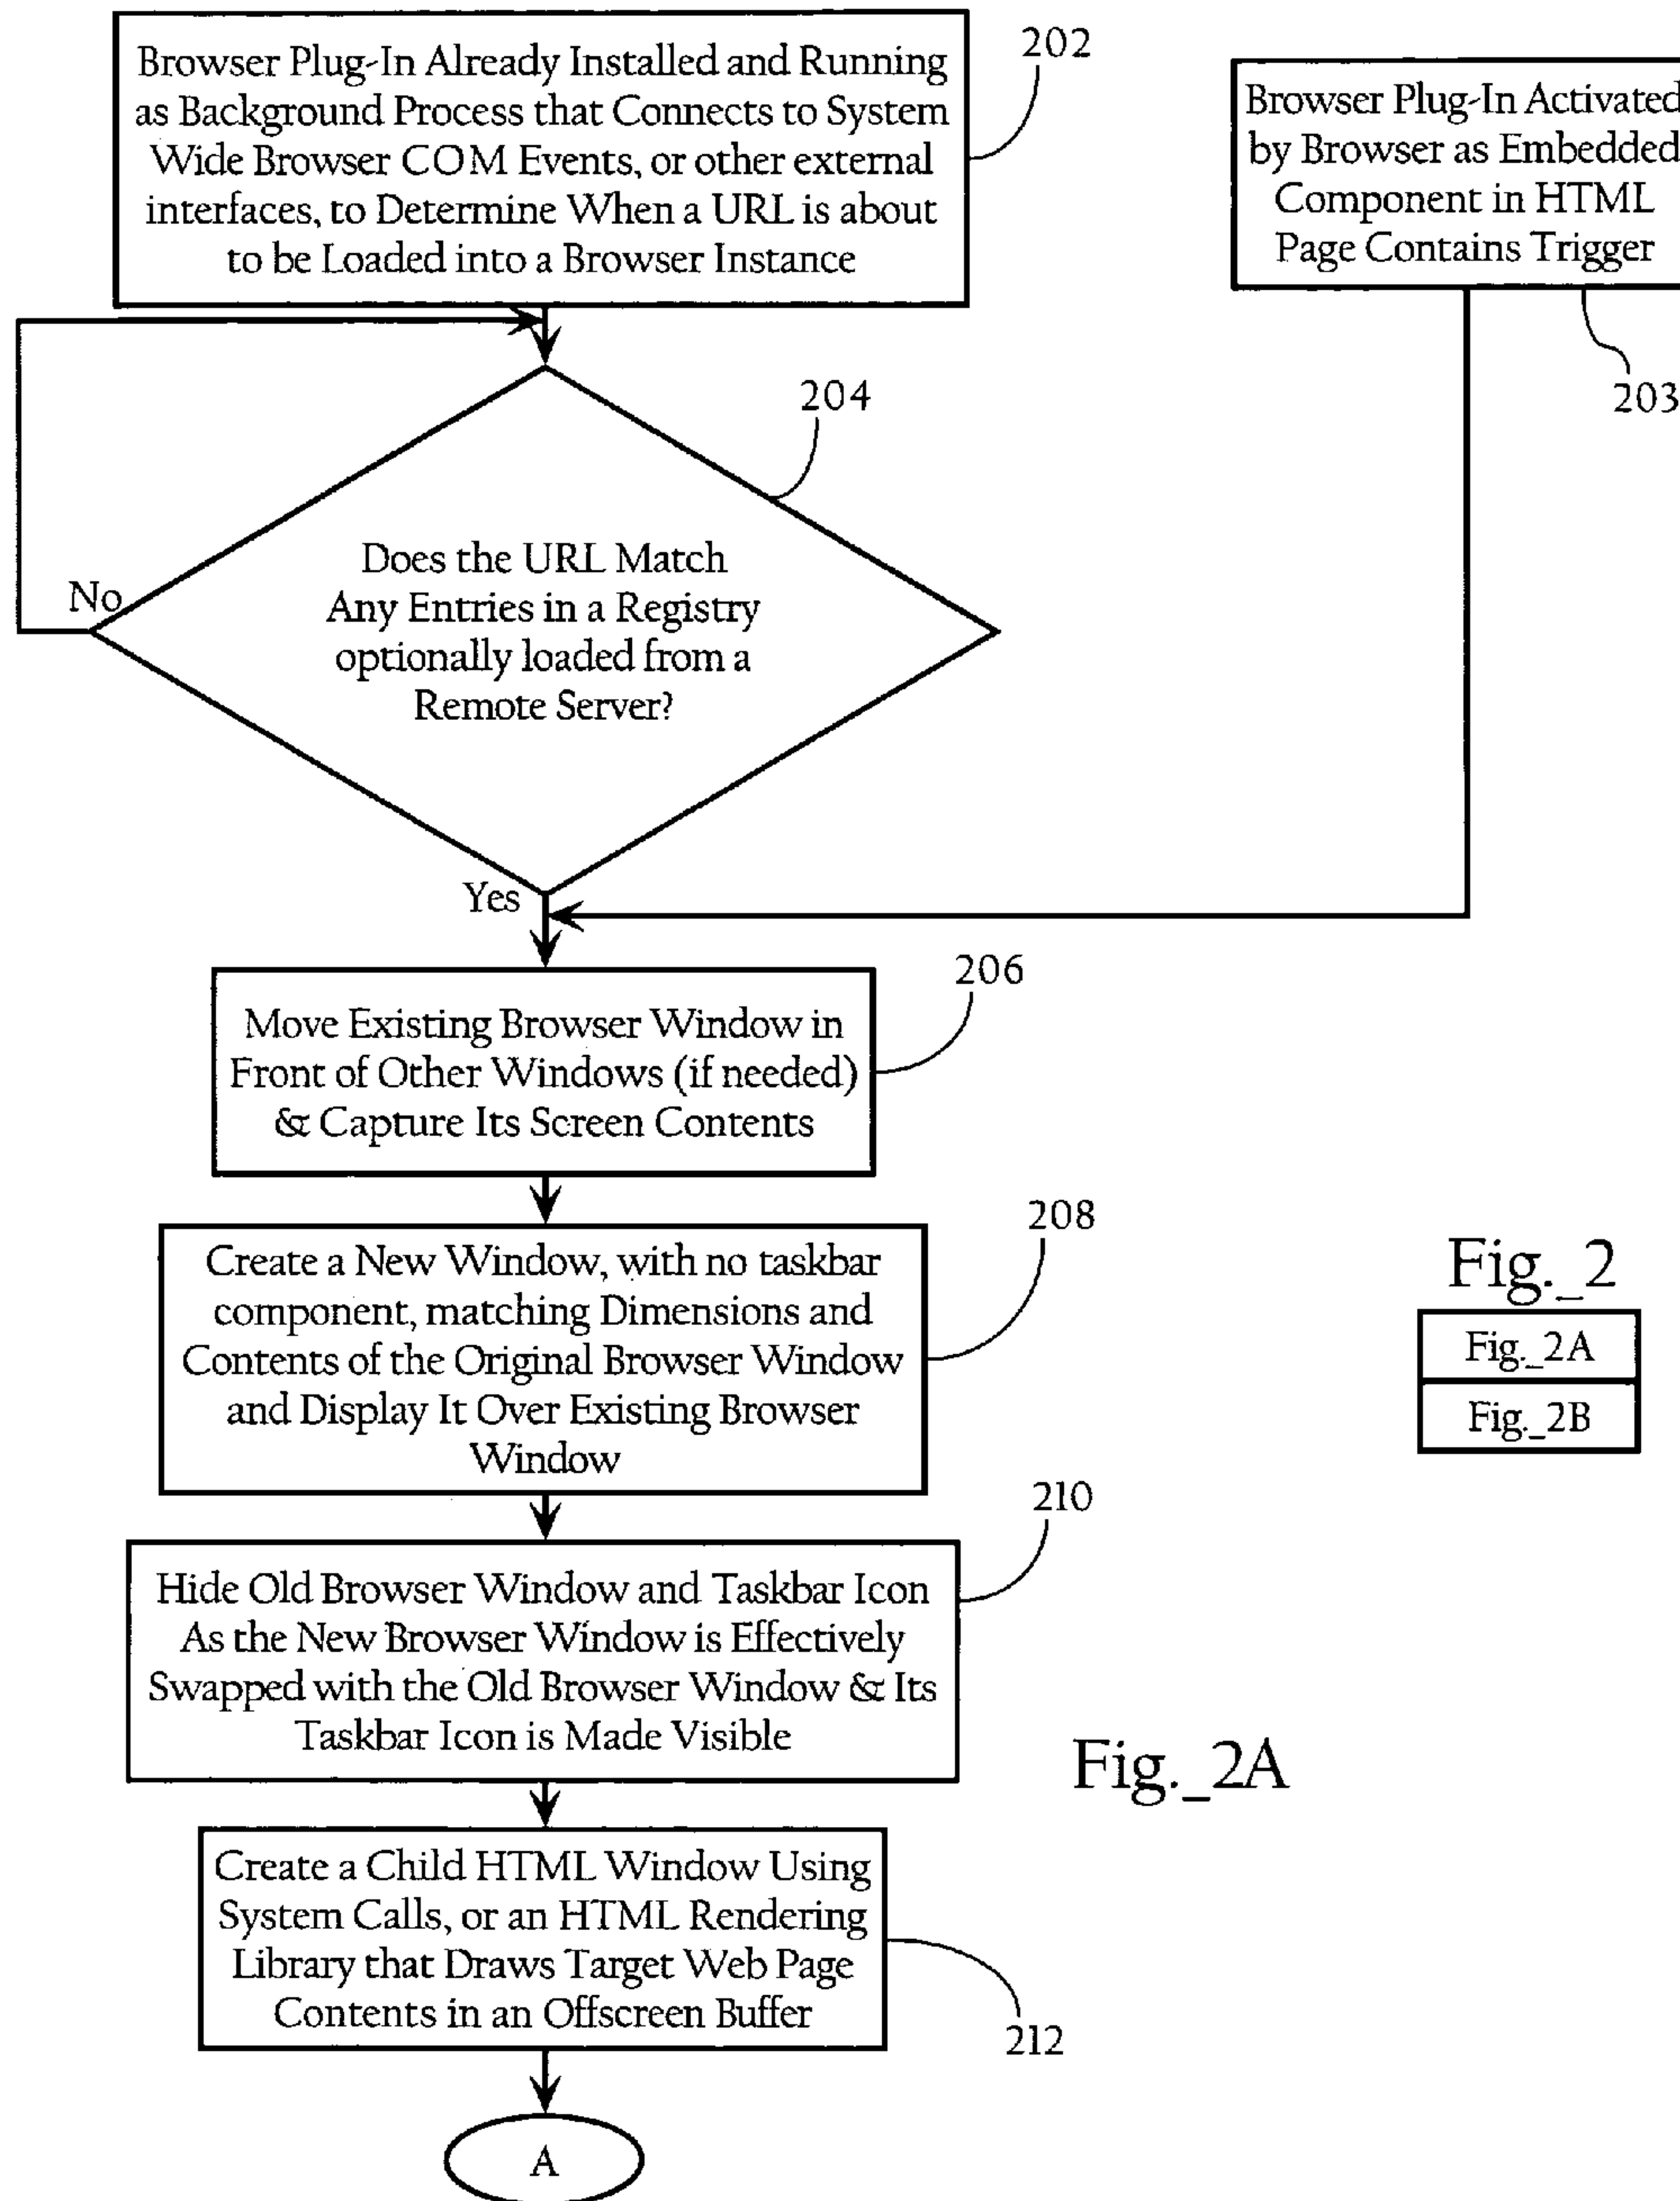 Browser Plug-In Already Installed and Running
as Background Process that Connects to System
Wide Browser COM Events, or other external
interfaces, to Determine When a URL is about
to be Loaded into a Browser Instance
202
Browser Plug-In Activated
by Browser as Embedded
Component in HTML
Page Contains Trigger
203
204
Does the URL Match
Any Entries in a Registry
optionally loaded from a
Remote Server?
No
Yes
206
Move Existing Browser Window in
Front of Other Windows (if needed)
& Capture Its Screen Contents
208
Create a New Window, with no taskbar
component, matching Dimensions and
Contents of the Original Browser Window
and Display It Over Existing Browser
Window
Fig._2
Fig._2A
Fig._2B
210
Hide Old Browser Window and Taskbar Icon
As the New Browser Window is Effectively
Swapped with the Old Browser Window & Its
Taskbar Icon is Made Visible
Fig._2A
Create a Child HTML Window Using
System Calls, or an HTML Rendering
Library that Draws Target Web Page
Contents in an Offscreen Buffer
212
A